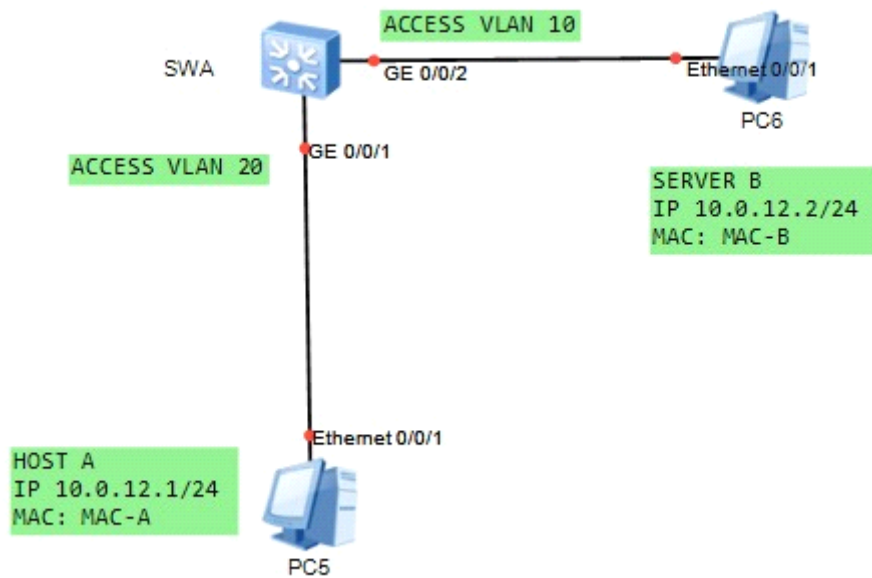 ACCESS VLAN 10
SWA
GE 0/0/2
Ethernet 0/0/1
PC6
GE 0/0/1
ACCESS VLAN 20
SERVER B
IP 10.0.12.2/24
MAC: MAC-B
Ethernet 0/0/1
HOST A
IP 10.0.12.1/24
MAC: MAC-A
PC5